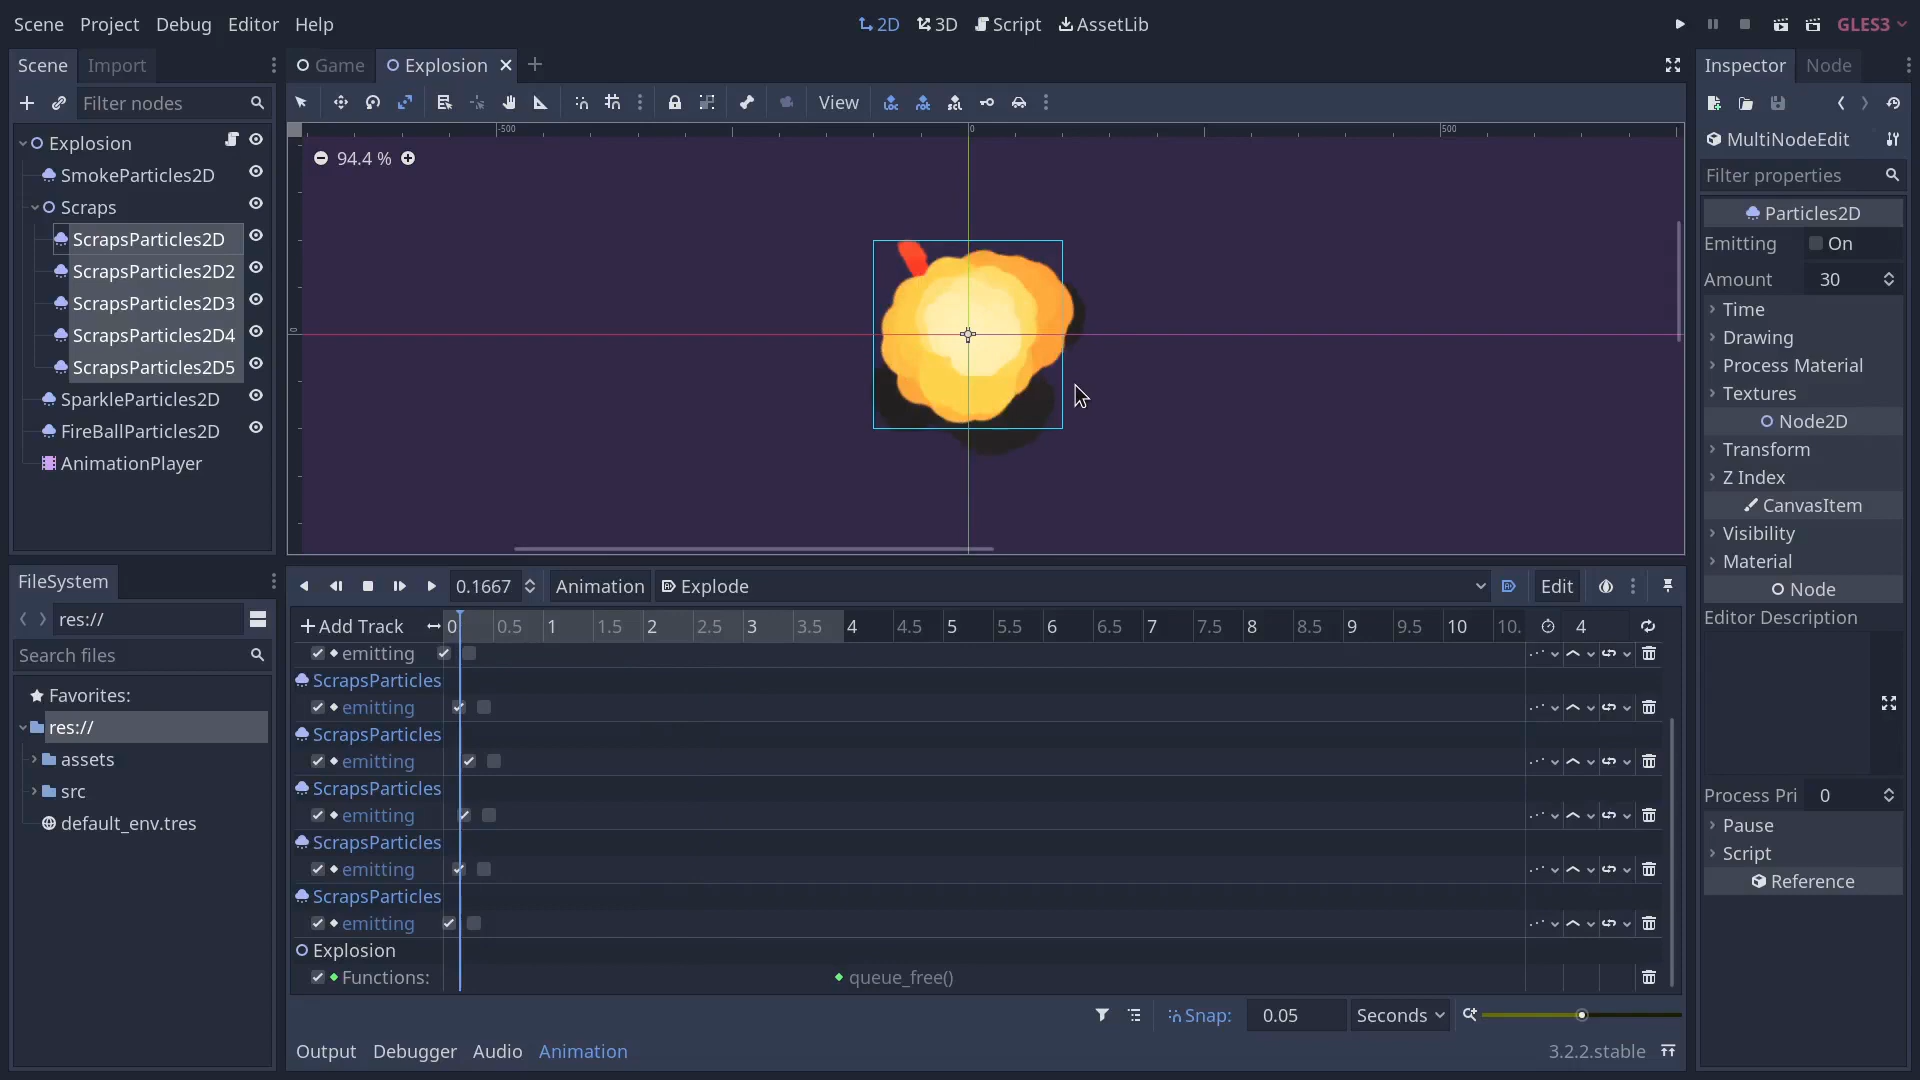 Scene Project Debug Editor Help
2D 3D Script AssetLib
GLES3
Scene Import
Game Explosion
Inspector Node
Filter nodes
View
MultiNodeEdit
Filter properties
Explosion
SmokeParticles2D
Scraps
ScrapsParticles2D
ScrapsParticles2D2
ScrapsParticles2D3
ScrapsParticles2D4
ScrapsParticles2D5
SparkleParticles2D
FireBallParticles2D
AnimationPlayer
-500 0 500
94.4 %
0
Particles2D
Emitting On
Amount 30
Time
Drawing
Process Material
Textures
Node2D
Transform
Z Index
CanvasItem
Visibility
Material
Node
Editor Description
Process Pri 0
Pause
Script
Reference
FileSystem
res://
Search files
Favorites:
res://
assets
src
default_env.tres
0.1667 Animation Explode Edit
Add Track 0 0.5 1 1.5 2 2.5 3 3.5 4 4.5 5 5.5 6 6.5 7 7.5 8 8.5 9 9.5 10 10. 4
emitting
ScrapsParticles
emitting
ScrapsParticles
emitting
ScrapsParticles
emitting
ScrapsParticles
emitting
ScrapsParticles
emitting
Explosion
Functions: queue_free()
Snap: 0.05 Seconds
Output Debugger Audio Animation
3.2.2.stable